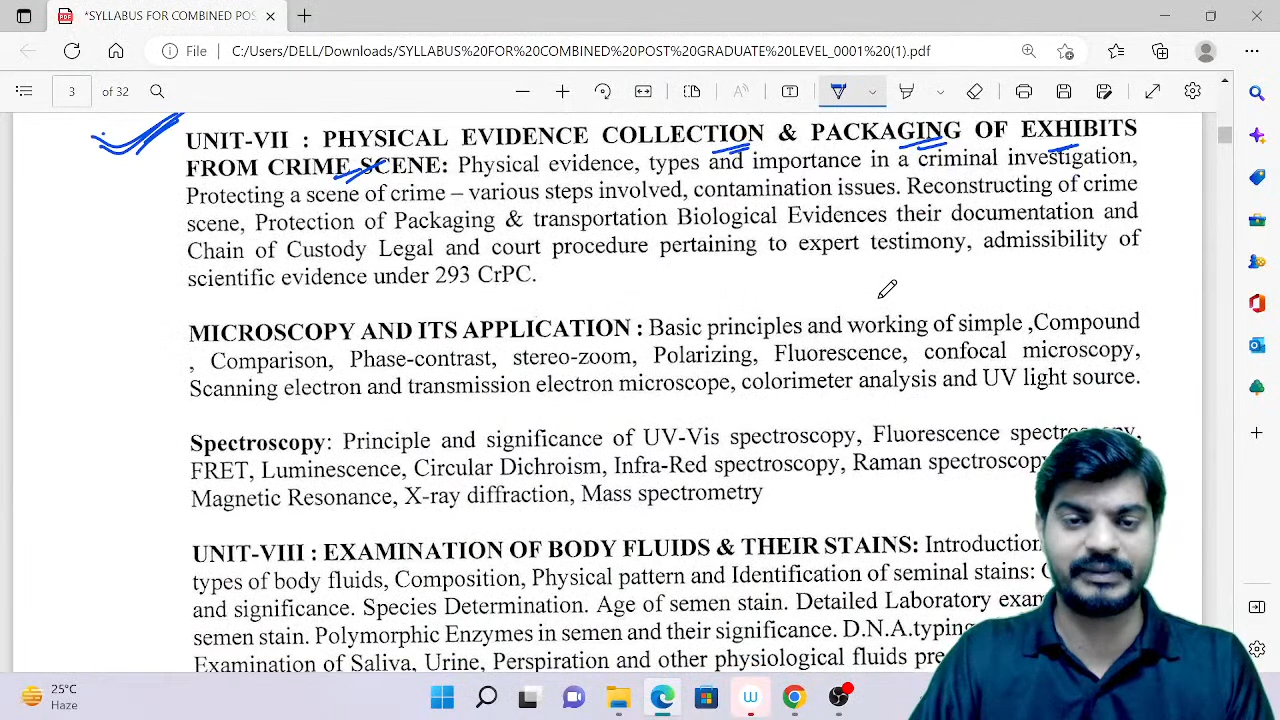 *SYLLABUS FOR COMBINED POS
File C:/Users/DELL/Downloads/SYLLABUS%20FOR%20COMBINED%20POST%20GRADUATE%20LEVEL_0001%20(1).pdf
3 of 32
UNIT-VII : PHYSICAL EVIDENCE COLLECTION & PACKAGING OF EXHIBITS
FROM CRIME SCENE: Physical evidence, types and importance in a criminal investigation,
Protecting a scene of crime – various steps involved, contamination issues. Reconstructing of crime
scene, Protection of Packaging & transportation Biological Evidences their documentation and
Chain of Custody Legal and court procedure pertaining to expert testimony, admissibility of
scientific evidence under 293 CrPC.
MICROSCOPY AND ITS APPLICATION : Basic principles and working of simple ,Compound
, Comparison, Phase-contrast, stereo-zoom, Polarizing, Fluorescence, confocal microscopy,
Scanning electron and transmission electron microscope, colorimeter analysis and UV light source.
Spectroscopy: Principle and significance of UV-Vis spectroscopy, Fluorescence
FRET, Luminescence, Circular Dichroism, Infra-Red spectroscopy, Raman spectroscopy
Magnetic Resonance, X-ray diffraction, Mass spectrometry
UNIT-VIII : EXAMINATION OF BODY FLUIDS & THEIR STAINS: Introduction
types of body fluids, Composition, Physical pattern and Identification of seminal stains:
and significance. Species Determination. Age of semen stain. Detailed Laboratory
semen stain. Polymorphic Enzymes in semen and their significance. D.N.A.typing
Examination of Saliva, Urine, Perspiration and other physiological fluids
25°C
Haze